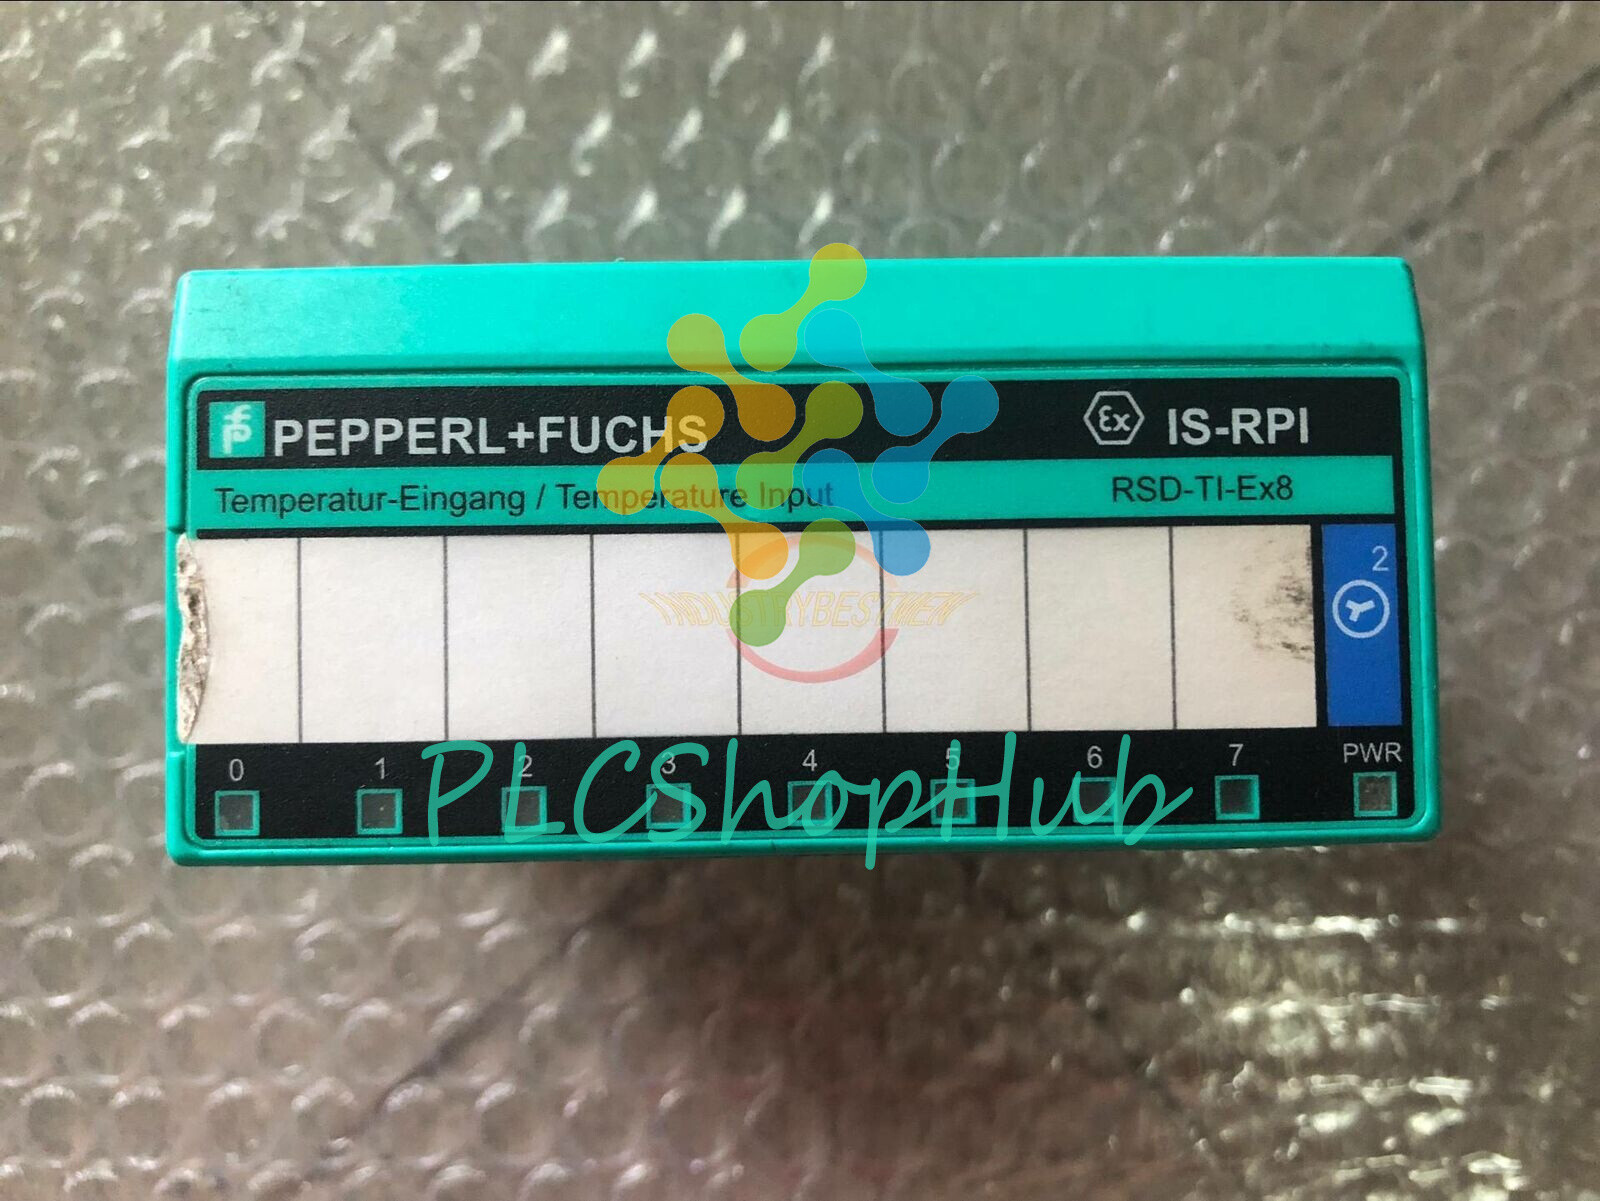 PEPPERL+FUCHS
Ex IS-RPI
Temperatur-Eingang / Temperature Input RSD-TI-Ex8
2
INDUSTRYBESTMEN
0 1 2 3 4 5 6 7 PWR
PLCShopHub